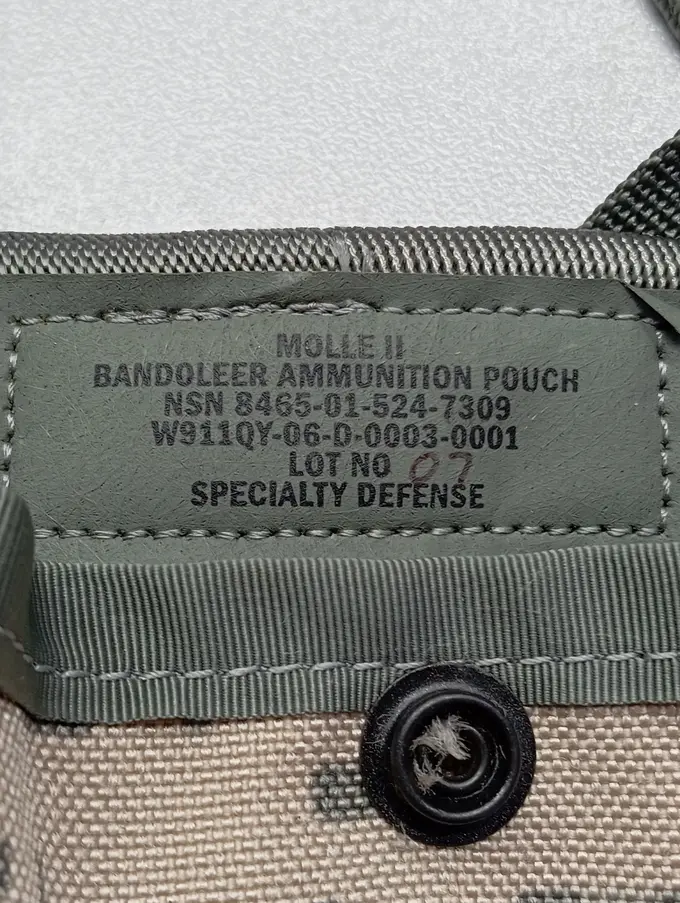 MOLLE II
BANDOLEER AMMUNITION POUCH
NSN 8465-01-524-7309
W911QY-06-D-0003-0001
LOT NO 07
SPECIALTY DEFENSE